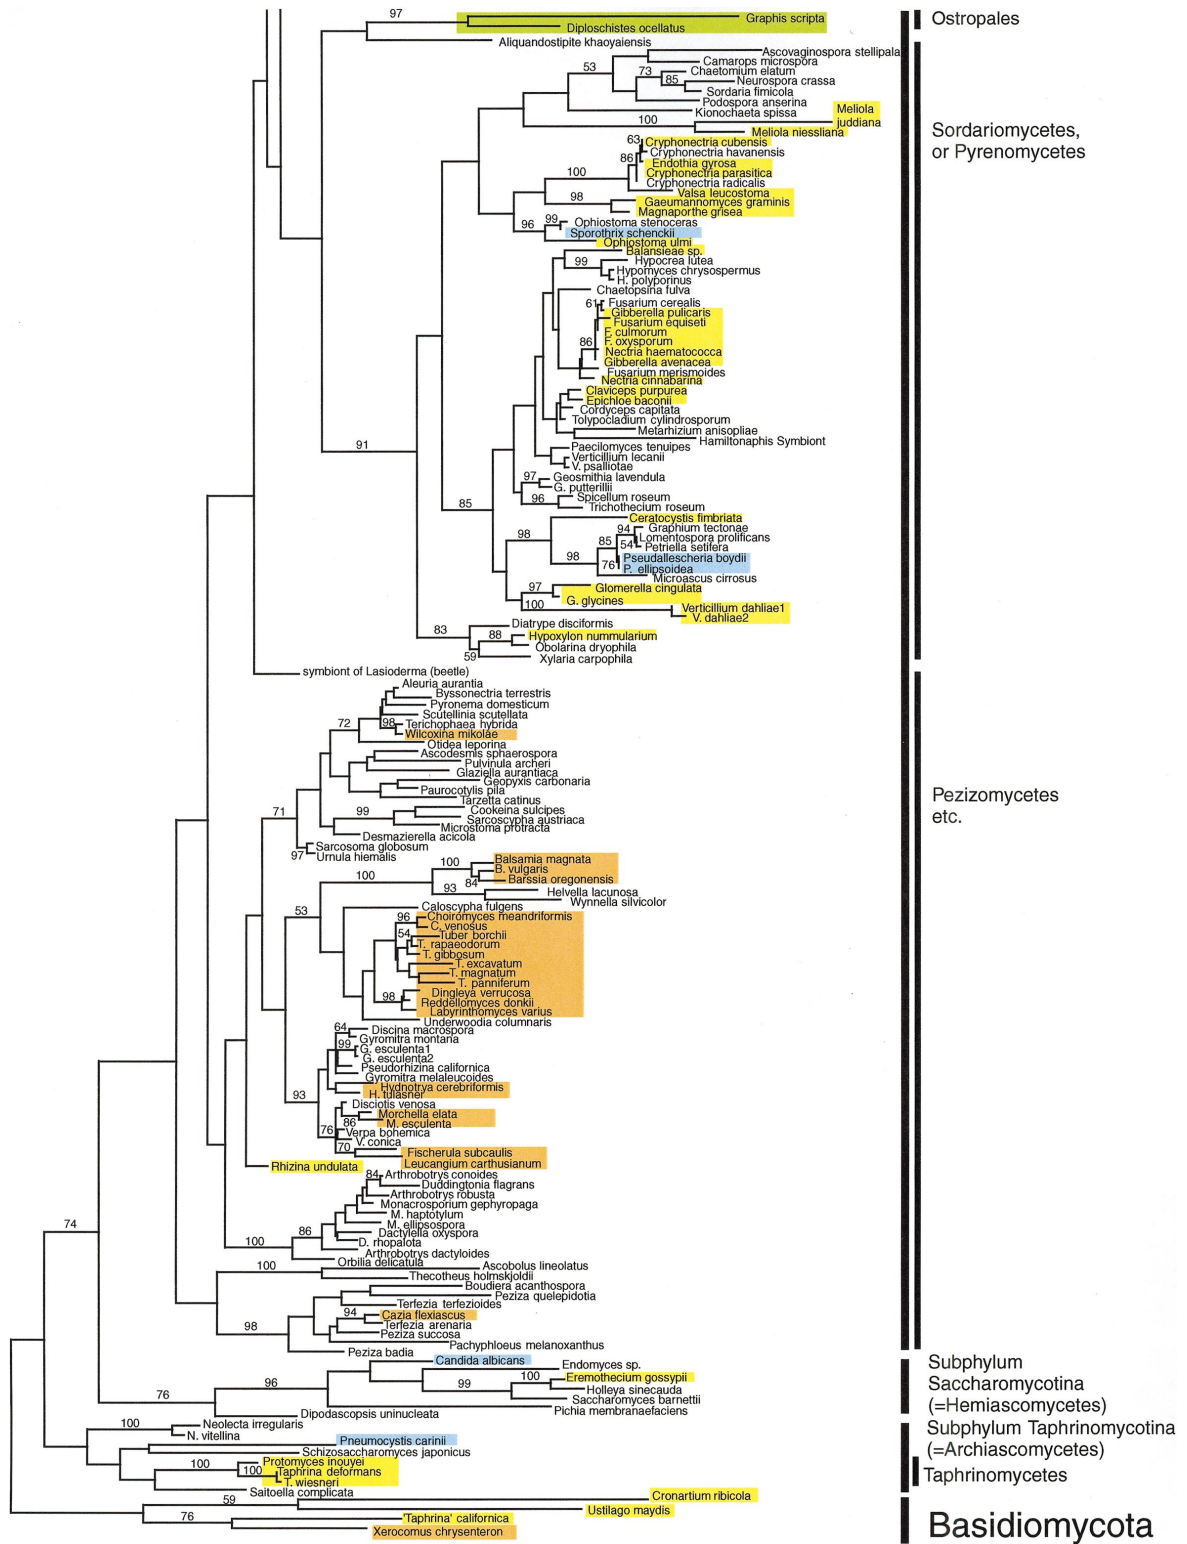 97
Graphis scripta
Ostropales
Diploschistes ocellatus
Aliquandostipite khaoyaiensis
Ascovaginospora stellipala
Camarops microspora
53
73
Chaetomium elatum
85
Neurospora crassa
Sordaria fimicola
Podospora anserina
Kionochaeta spissa
Meliola
juddiana
100
Meliola niessliana
Sordariomycetes,
or Pyrenomycetes
63
Cryphonectria cubensis
Cryphonectria havanensis
86
Endothia gyrosa
Cryphonectria parasitica
100
Cryphonectria radicalis
Valsa leucostoma
98
Gaeumannomyces graminis
Magnaporthe grisea
96
99
Ophiostoma stenoceras
Sporothrix schenckii
Ophiostoma ulmi
Balansieae sp.
99
Hypocrea lutea
Hypomyces chrysospermus
H. polyporinus
Chaetopsina fulva
61
Fusarium cerealis
Gibberella pulicaris
Fusarium equiseti
F. culmorum
86
F. oxysporum
Nectria haematococca
Gibberella avenacea
Fusarium merismoides
Nectria cinnabarina
Claviceps purpurea
Epichloe baconii
Cordyceps capitata
Tolypocladium cylindrosporum
Metarhizium anisopliae
Hamiltonaphis Symbiont
91
Paecilomyces tenuipes
Verticillium lecanii
V. psalliotae
97
Geosmithia lavendula
G. putterillii
96
Spicellum roseum
Trichothecium roseum
85
Ceratocystis fimbriata
98
94
Graphium tectonae
85
Lomentospora prolificans
54
Petriella setifera
98
76
Pseudallescheria boydii
P. ellipsoidea
Microascus cirrosus
97
Glomerella cingulata
G. glycines
100
Verticillium dahliae1
V. dahliae2
83
Diatrype disciformis
88
Hypoxylon nummularium
Obolarina dryophila
59
Xylaria carpophila
symbiont of Lasioderma (beetle)
Aleuria aurantia
Byssonectria terrestris
Pyronema domesticum
Scutellinia scutellata
72
98
Terichophaea hybrida
Wilcoxina mikolae
Otidea leporina
Ascodesmis sphaerospora
Pulvinula archeri
Glaziella aurantiaca
Geopyxis carbonaria
Paurocotylis pila
Tarzetta catinus
71
99
Cookeina sulcipes
Sarcoscypha austriaca
Microstoma protracta
Desmazierella acicola
Sarcosoma globosum
97
Urnula hiemalis
Pezizomycetes
etc.
100
Balsamia magnata
B. vulgaris
100
84
Barssia oregonensis
93
Helvella lacunosa
Wynnella silvicolor
53
Caloscypha fulgens
96
Choiromyces meandriformis
C. venosus
54
Tuber borchii
T. rapaeodorum
T. gibbosum
T. excavatum
T. magnatum
T. panniferum
98
Dingleya verrucosa
Reddellomyces donkii
Labyrinthomyces varius
Underwoodia columnaris
64
Discina macrospora
Gyromitra montana
99
G. esculenta1
G. esculenta2
Pseudorhizina californica
Gyromitra melaleucoides
93
Hydnotrya cerebriformis
H. tulasnei
Disciotis venosa
Morchella elata
86
M. esculenta
76
Verpa bohemica
V. conica
70
Fischerula subcaulis
Leucangium carthusianum
Rhizina undulata
84
Arthrobotrys conoides
Duddingtonia flagrans
Arthrobotrys robusta
Monacrosporium gephyropaga
M. haptotylum
M. ellipsospora
86
Dactylella oxyspora
D. rhopalota
100
Arthrobotrys dactyloides
Orbilia delicatula
74
100
Ascobolus lineolatus
Thecotheus holmskjoldii
Boudiera acanthospora
Peziza quelepidotia
Terfezia terfezioides
94
Cazia flexiascus
Terfezia arenaria
98
Peziza succosa
Pachyphloeus melanoxanthus
Peziza badia
Candida albicans
Endomyces sp.
96
100
Eremothecium gossypii
99
Holleya sinecauda
76
Saccharomyces barnettii
Pichia membranaefaciens
Dipodascopsis uninucleata
Subphylum
Saccharomycotina
(=Hemiascomycetes)
100
Neolecta irregularis
N. vitellina
Pneumocystis carinii
Schizosaccharomyces japonicus
Subphylum Taphrinomycotina
(=Archiascomycetes)
100
Protomyces inouyei
100
Taphrina deformans
T. wiesneri
Saitoella complicata
Taphrinomycetes
59
Cronartium ribicola
Ustilago maydis
76
'Taphrina' californica
Xerocomus chrysenteron
Basidiomycota